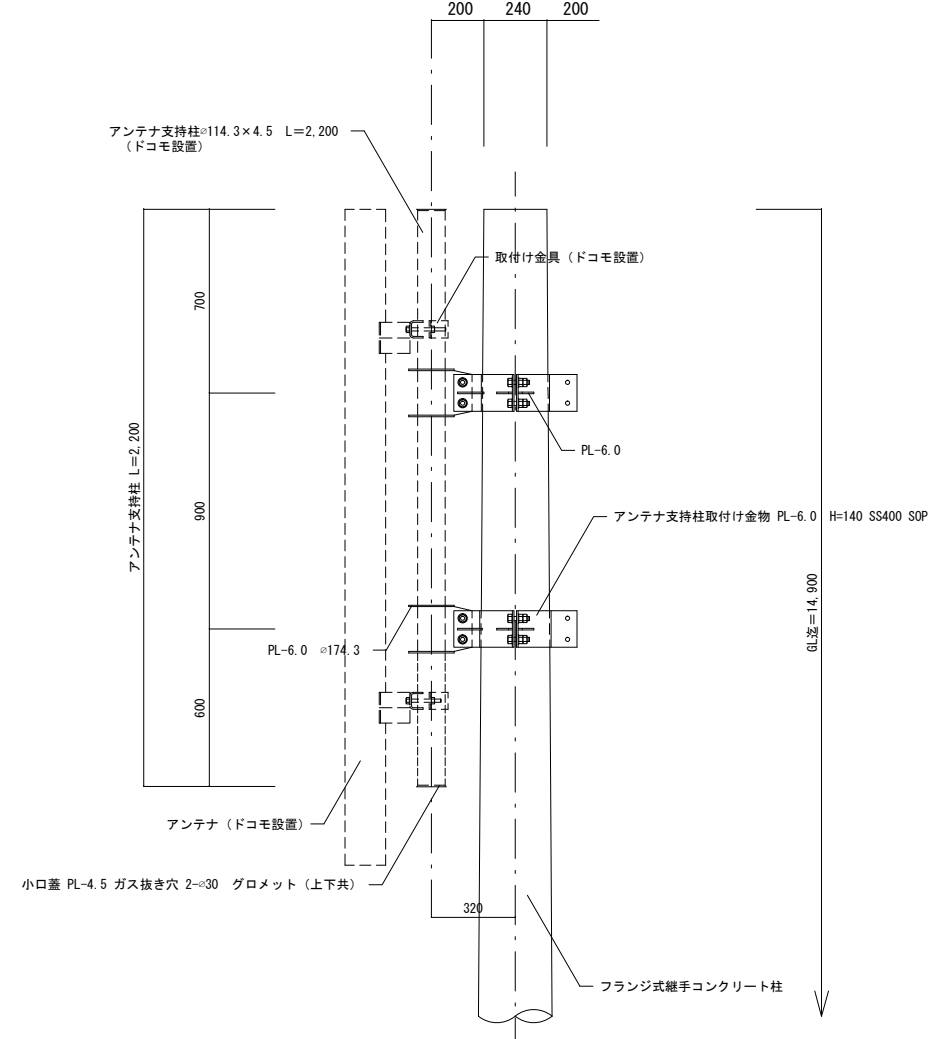 200 240 200
アンテナ支持柱⌀114.3×4.5 L=2,200
（ドコモ設置）
取付け金具（ドコモ設置）
700
PL-6.0
アンテナ支持柱 L=2,200
900
アンテナ支持柱取付け金物 PL-6.0 H=140 SS400 SOP
GL迄=14,900
PL-6.0 ⌀174.3
600
アンテナ（ドコモ設置）
小口蓋 PL-4.5 ガス抜き穴 2-⌀30 グロメット（上下共）
320
フランジ式継手コンクリート柱